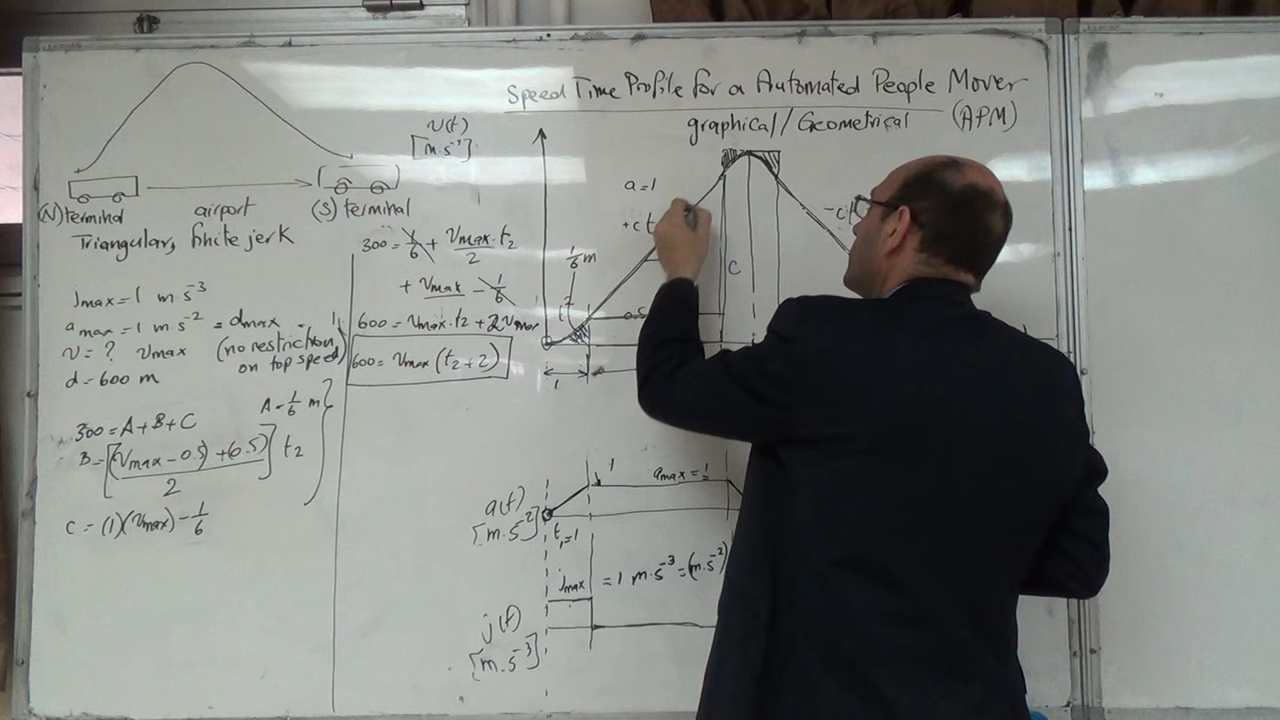 Speed Time Profile for a Automated People Mover
graphical/Geometrical (APM)
(N) terminal airport (S) terminal
Triangular, finite jerk
jmax=1 m·s⁻³
amax=1 m·s⁻² = dmax
v=? vmax (no restriction on top speed)
d=600 m
A=1/6 m
300=A+B+C
B=[((vmax-0.5)+(0.5))/2] t₂
C=(1)(vmax)-1/6
300=1/6+vmax·t₂/2
+vmax-1/6
600=vmax·t₂+2vmax
600=vmax(t₂+2)
v(t)
[m·s⁻¹]
a=1
+ct
1/6 m
C
1
a(t)
[m·s⁻²]
1
amax=1
t₁=1
jmax =1 m·s⁻³=(m·s⁻²)
j(t)
[m·s⁻³]